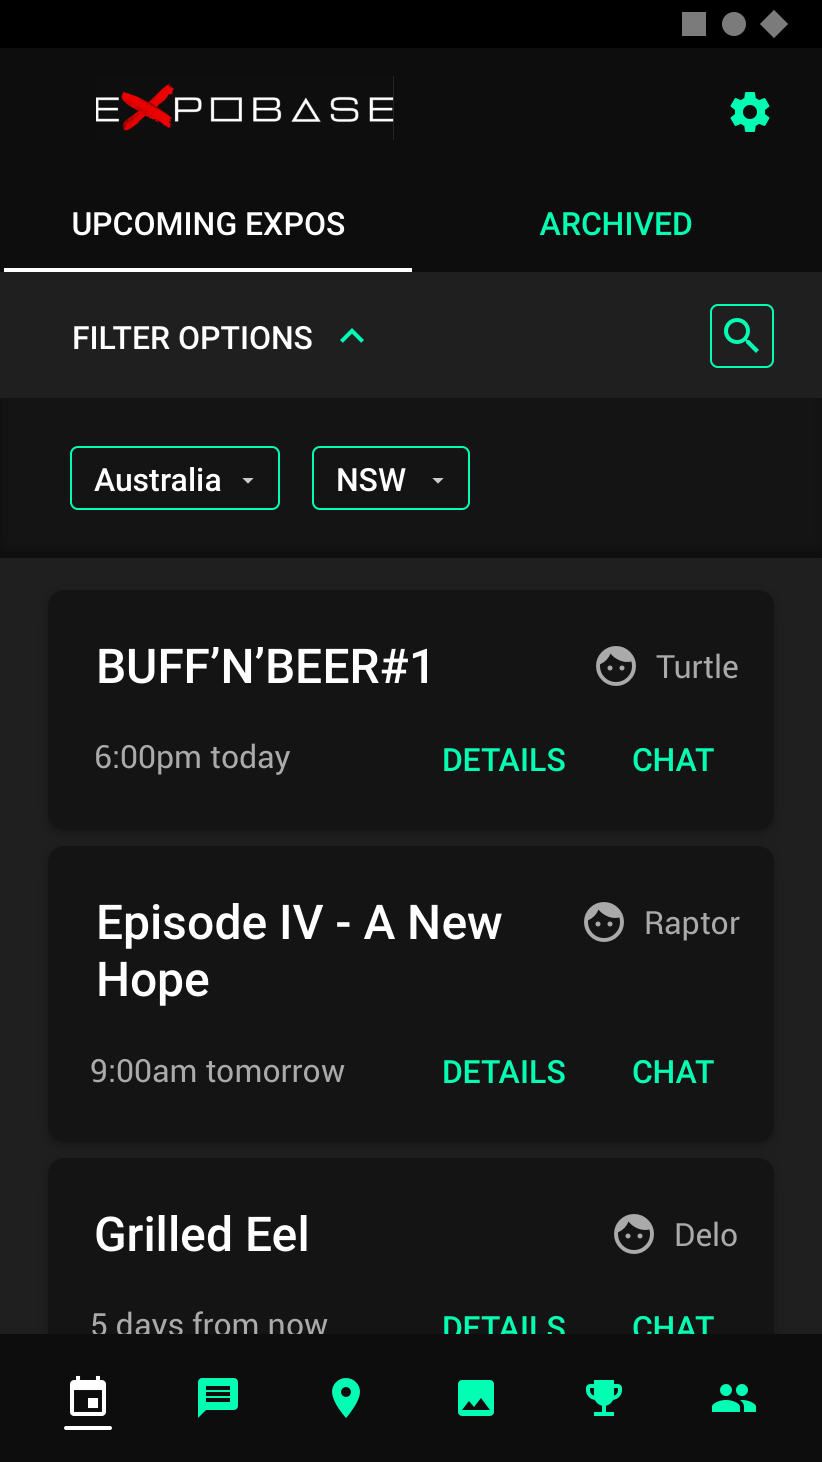 EXPOBASE
UPCOMING EXPOS
ARCHIVED
FILTER OPTIONS
Australia
NSW
BUFF’N’BEER#1
Turtle
6:00pm today
DETAILS
CHAT
Episode IV - A New
Hope
Raptor
9:00am tomorrow
DETAILS
CHAT
Grilled Eel
Delo
5 days from now
DETAILS
CHAT